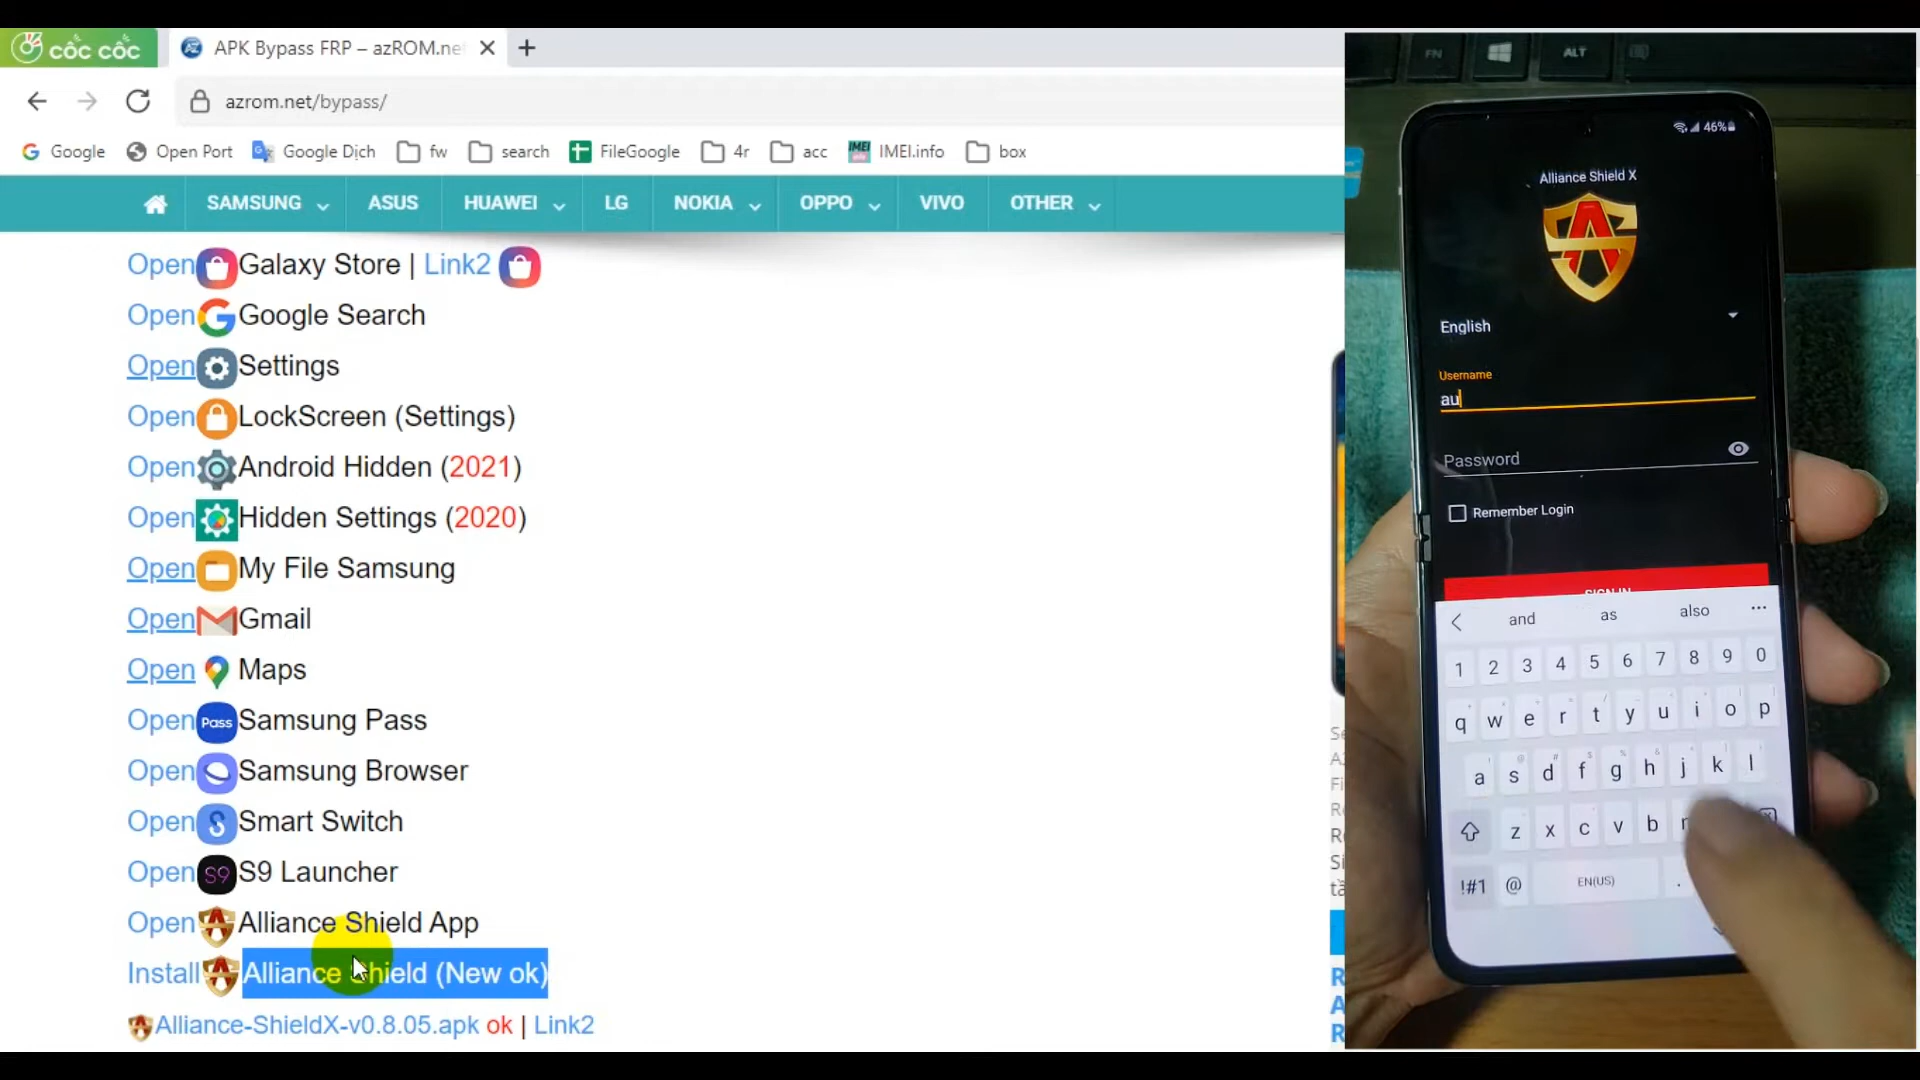 cốc cốc
APK Bypass FRP – azROM.ne
azrom.net/bypass/
Google
Open Port
Google Dịch
fw
search
FileGoogle
4r
acc
IMEI.info
box
SAMSUNG
ASUS
HUAWEI
LG
NOKIA
OPPO
VIVO
OTHER
Open Galaxy Store | Link2
Open Google Search
Open Settings
Open LockScreen (Settings)
Open Android Hidden (2021)
Open Hidden Settings (2020)
Open My File Samsung
Open Gmail
Open Maps
Open Pass Samsung Pass
Open Samsung Browser
Open Smart Switch
Open S9 S9 Launcher
Open Alliance Shield App
Install Alliance Shield (New ok)
Alliance-ShieldX-v0.8.05.apk ok | Link2
FN
ALT
46%
Alliance Shield X
English
Username
au
Password
Remember Login
SIGN IN
and as also
1 2 3 4 5 6 7 8 9 0
q w e r t y u i o p
a s d f g h j k l
z x c v b
!#1 @ EN(US) .